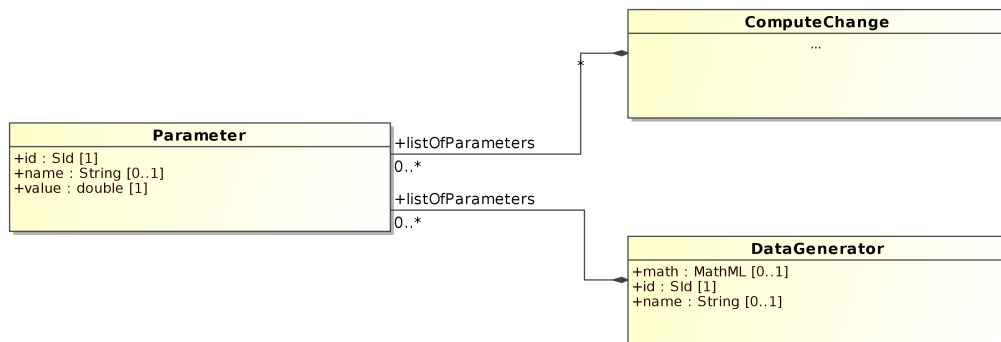 ComputeChange
...
*
Parameter
+id : SId [1]
+name : String [0..1]
+value : double [1]
+listOfParameters
0..*
+listOfParameters
0..*
DataGenerator
+math : MathML [0..1]
+id : SId [1]
+name : String [0..1]